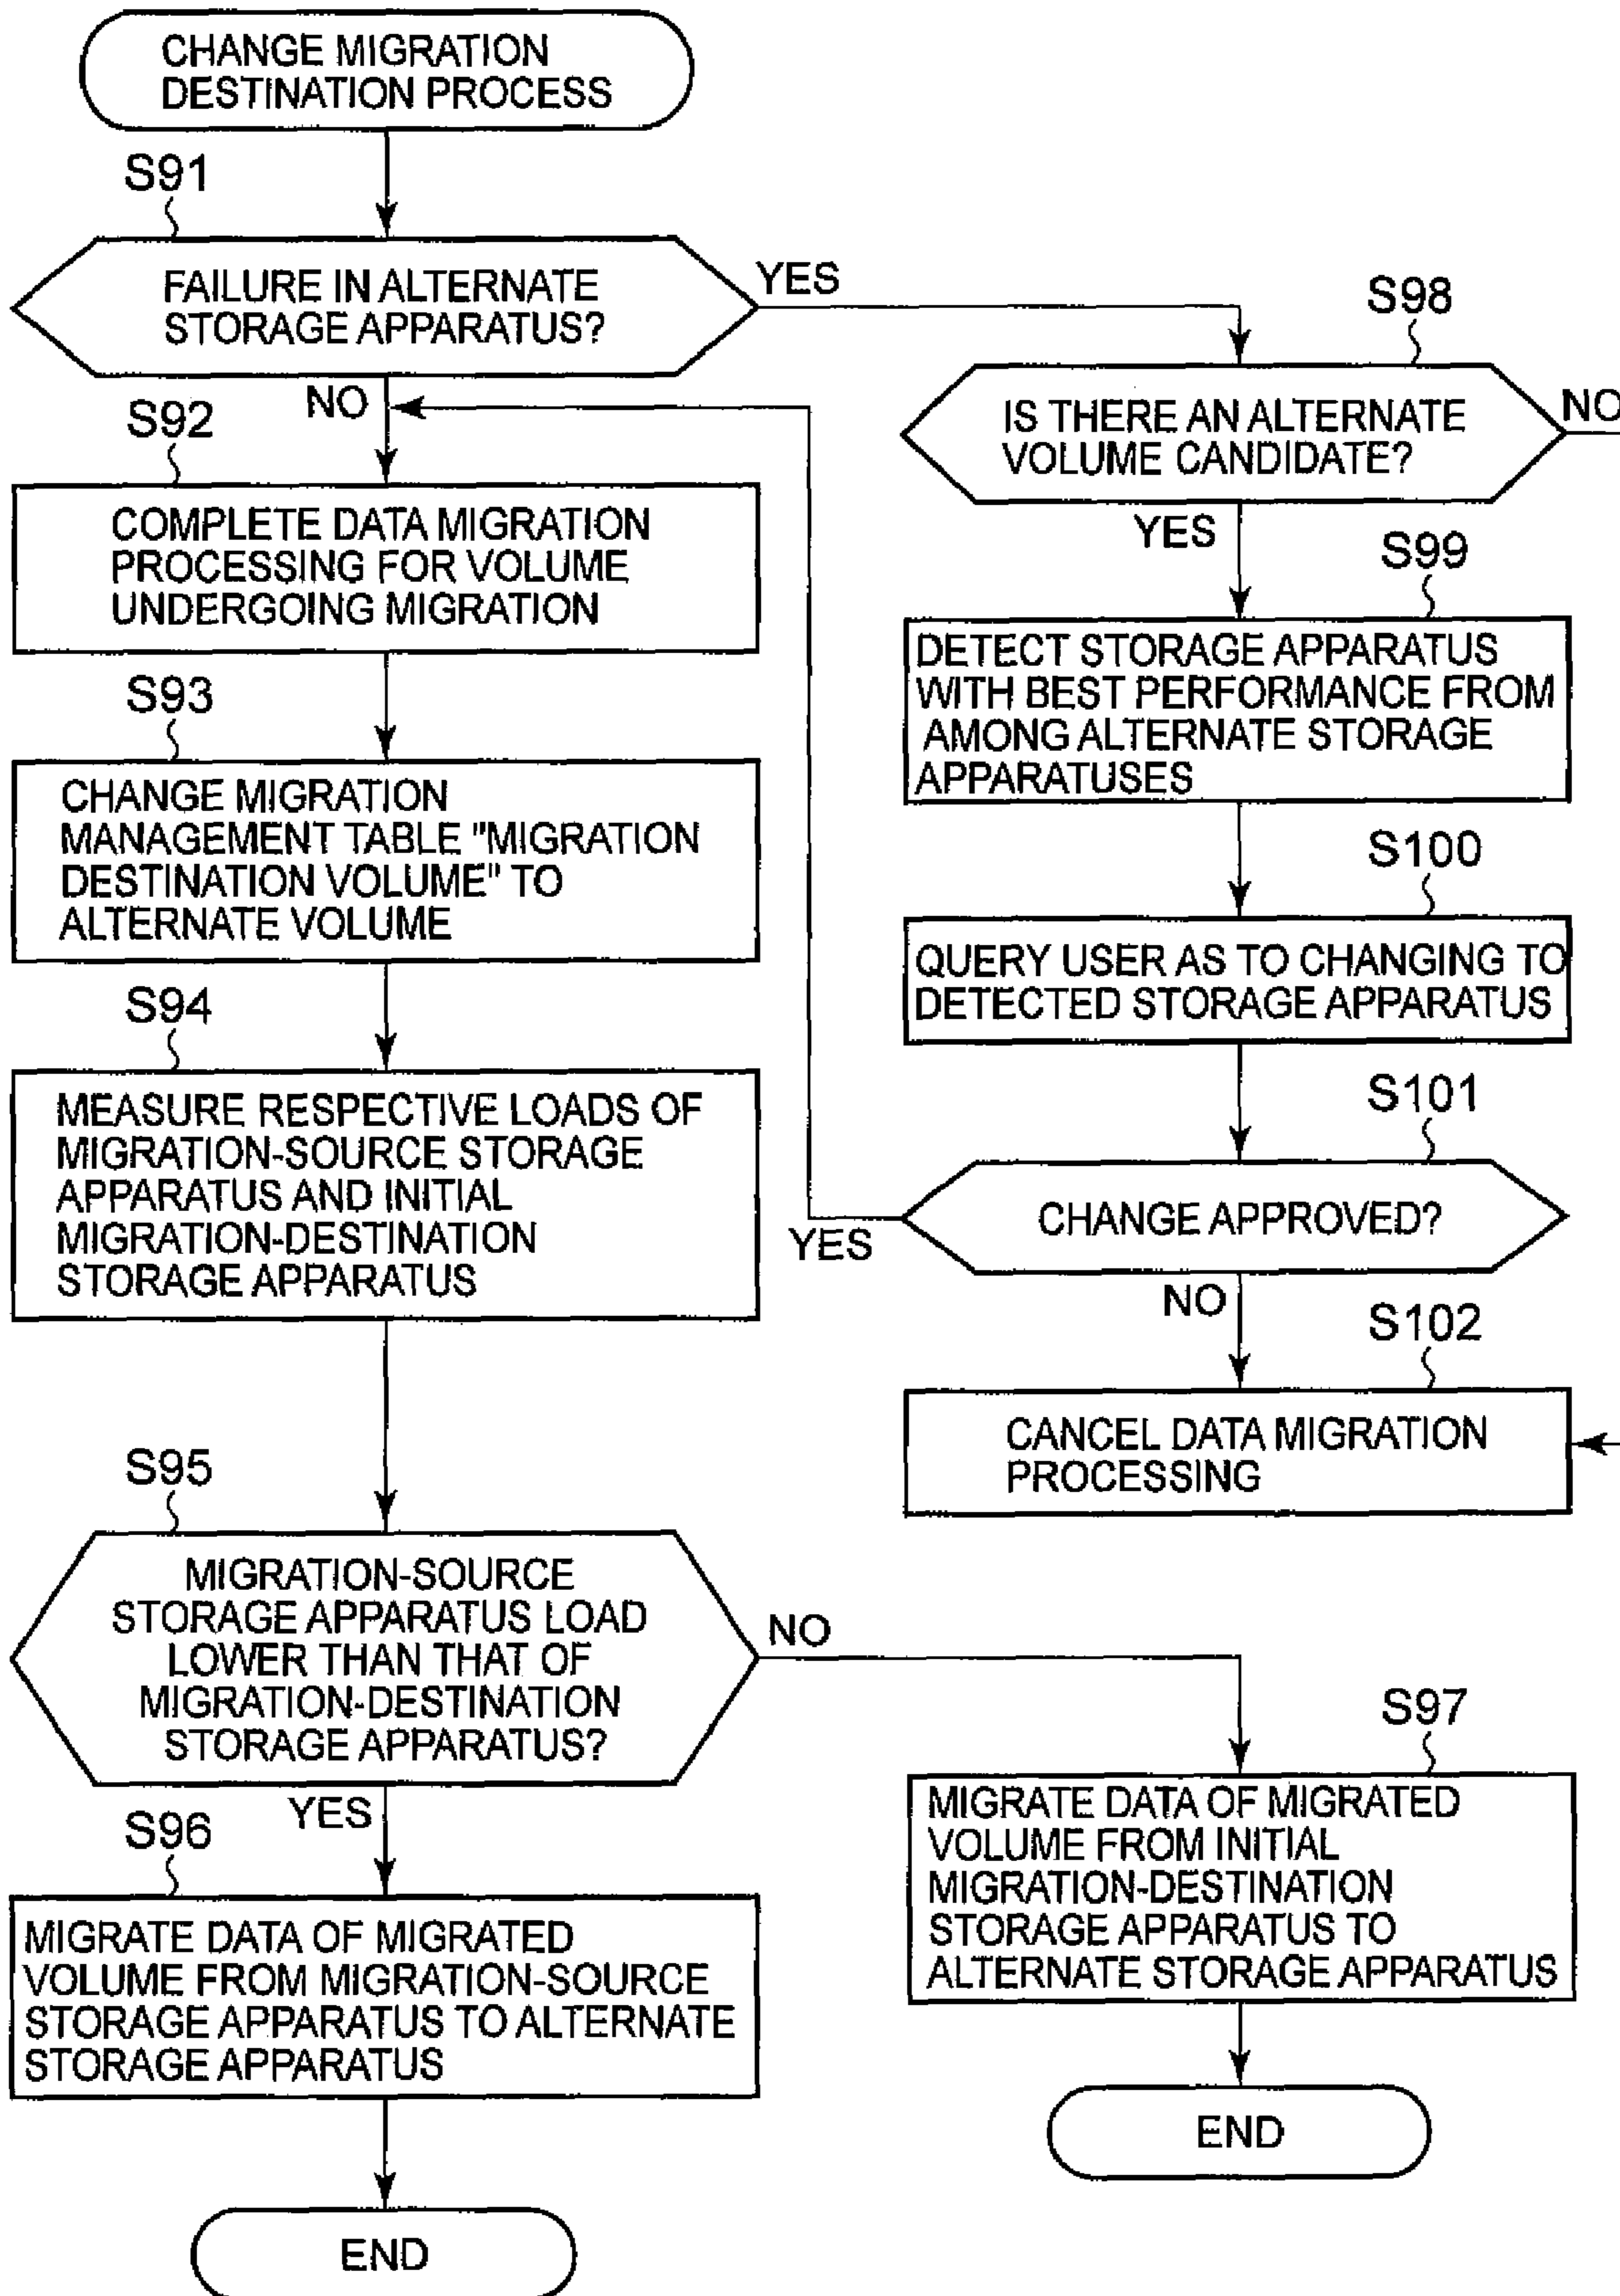 CHANGE MIGRATION
DESTINATION PROCESS
S91
FAILURE IN ALTERNATE
STORAGE APPARATUS?
YES
NO
S92
COMPLETE DATA MIGRATION
PROCESSING FOR VOLUME
UNDERGOING MIGRATION
S93
CHANGE MIGRATION
MANAGEMENT TABLE "MIGRATION
DESTINATION VOLUME" TO
ALTERNATE VOLUME
S94
MEASURE RESPECTIVE LOADS OF
MIGRATION-SOURCE STORAGE
APPARATUS AND INITIAL
MIGRATION-DESTINATION
STORAGE APPARATUS
S95
MIGRATION-SOURCE
STORAGE APPARATUS LOAD
LOWER THAN THAT OF
MIGRATION-DESTINATION
STORAGE APPARATUS?
NO
YES
S96
MIGRATE DATA OF MIGRATED
VOLUME FROM MIGRATION-SOURCE
STORAGE APPARATUS TO ALTERNATE
STORAGE APPARATUS
END
S98
IS THERE AN ALTERNATE
VOLUME CANDIDATE?
NO
YES
S99
DETECT STORAGE APPARATUS
WITH BEST PERFORMANCE FROM
AMONG ALTERNATE STORAGE
APPARATUSES
S100
QUERY USER AS TO CHANGING TO
DETECTED STORAGE APPARATUS
S101
CHANGE APPROVED?
YES
NO
S102
CANCEL DATA MIGRATION
PROCESSING
S97
MIGRATE DATA OF MIGRATED
VOLUME FROM INITIAL
MIGRATION-DESTINATION
STORAGE APPARATUS TO
ALTERNATE STORAGE APPARATUS
END